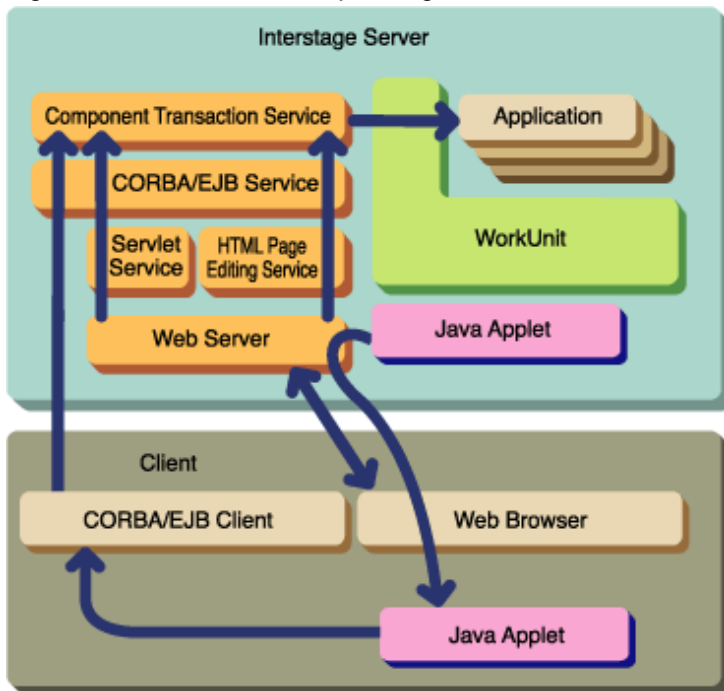 Interstage Server
Component Transaction Service
Application
CORBA/EJB Service
Servlet
Service
HTML Page
Editing Service
WorkUnit
Web Server
Java Applet
Client
CORBA/EJB Client
Web Browser
Java Applet